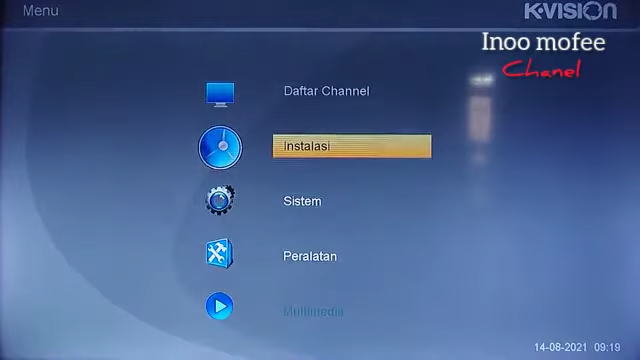 Menu
K-VISION
Inoo mofee
Chanel
Daftar Channel
Instalasi
Sistem
Peralatan
Multimedia
14-08-2021 09:19